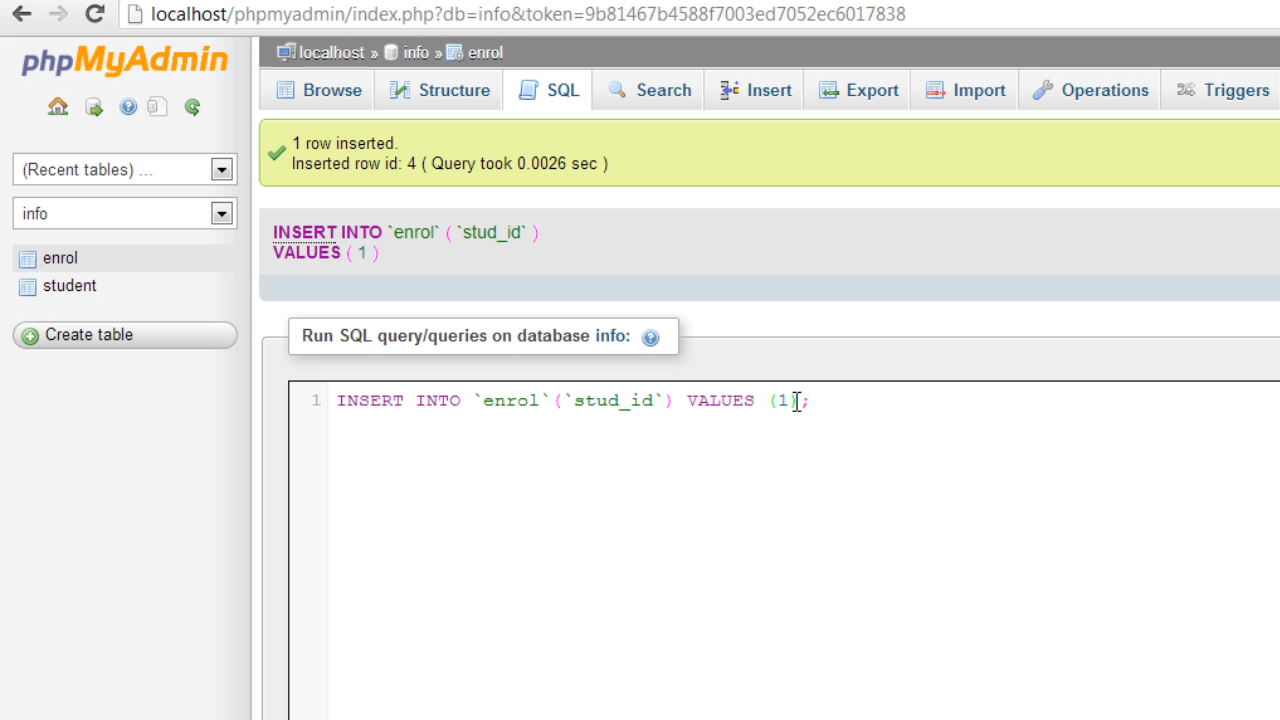 localhost/phpmyadmin/index.php?db=info&token=9b81467b4588f7003ed7052ec6017838
phpMyAdmin
localhost » info » enrol
Browse Structure SQL Search Insert Export Import Operations Triggers
1 row inserted.
Inserted row id: 4 ( Query took 0.0026 sec )
(Recent tables) ...
info
enrol
student
Create table
INSERT INTO `enrol` ( `stud_id` )
VALUES ( 1 )
Run SQL query/queries on database info:
1 INSERT INTO `enrol`(`stud_id`) VALUES (1);